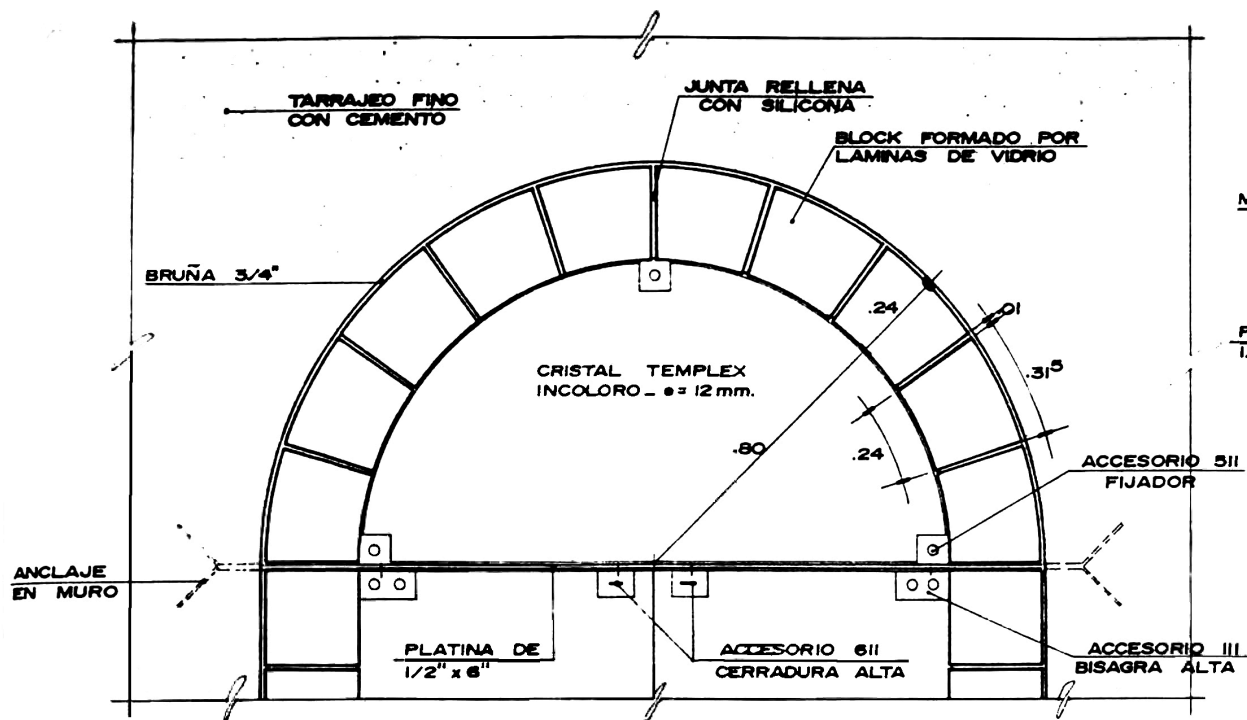 TARRAJEO FINO
CON CEMENTO
JUNTA RELLENA
CON SILICONA
BLOCK FORMADO POR
LAMINAS DE VIDRIO
BRUÑA 3/4"
.24
.01
.31⁵
CRISTAL TEMPLEX
INCOLORO _ e = 12 mm.
.80
.24
ACCESORIO 511
FIJADOR
ANCLAJE
EN MURO
PLATINA DE
1/2" x 6"
ACCESORIO 611
CERRADURA ALTA
ACCESORIO 111
BISAGRA ALTA